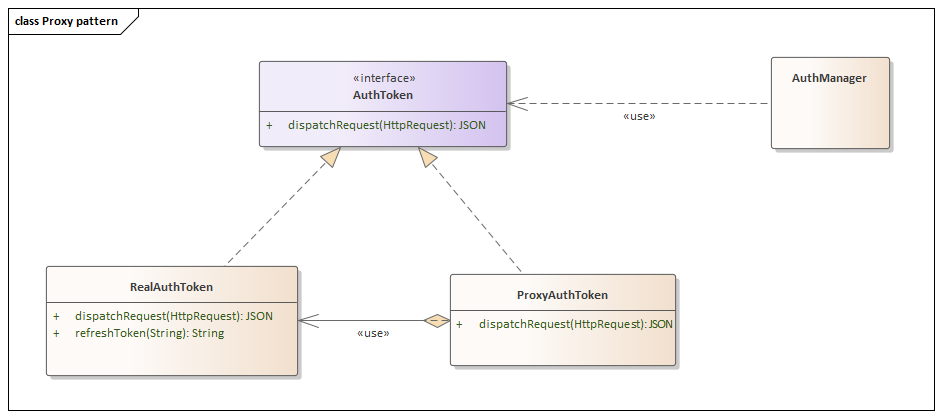 class Proxy pattern
«interface»
AuthToken
+ dispatchRequest(HttpRequest): JSON
AuthManager
«use»
RealAuthToken
+ dispatchRequest(HttpRequest): JSON
+ refreshToken(String): String
«use»
ProxyAuthToken
+ dispatchRequest(HttpRequest): JSON